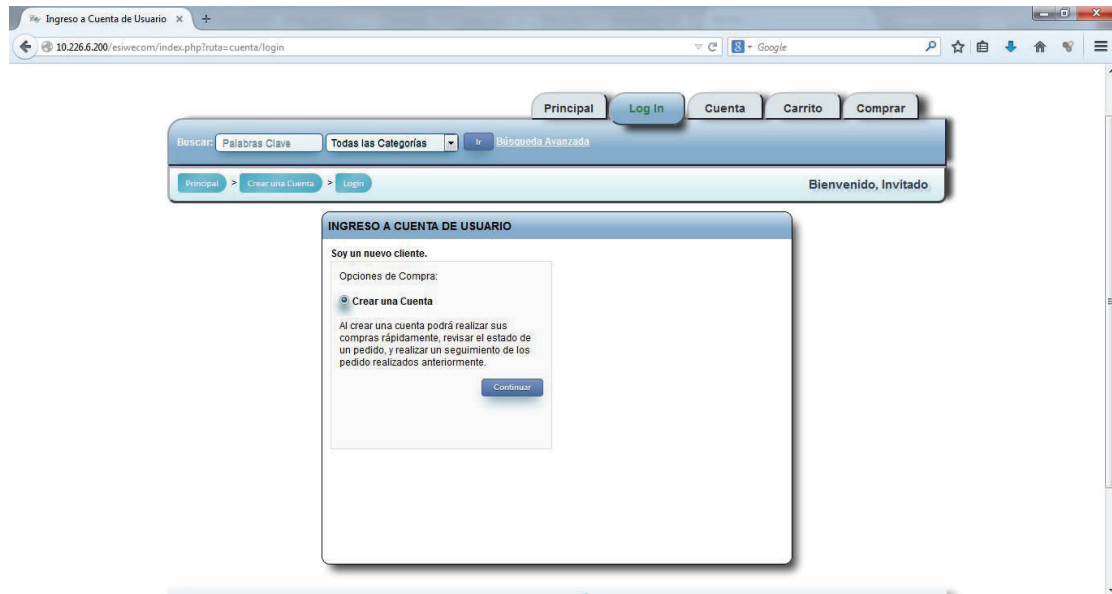 Ingreso a Cuenta de Usuario
10.226.6.200/esiwecom/index.php?ruta=cuenta/login
Google
Principal Log In Cuenta Carrito Comprar
Buscar: Palabras Clave Todas las Categorías Ir Búsqueda Avanzada
Principal > Crear una Cuenta > Login Bienvenido, Invitado
INGRESO A CUENTA DE USUARIO
Soy un nuevo cliente.
Opciones de Compra:
Crear una Cuenta
Al crear una cuenta podrá realizar sus
compras rápidamente, revisar el estado de
un pedido, y realizar un seguimiento de los
pedido realizados anteriormente.
Continuar